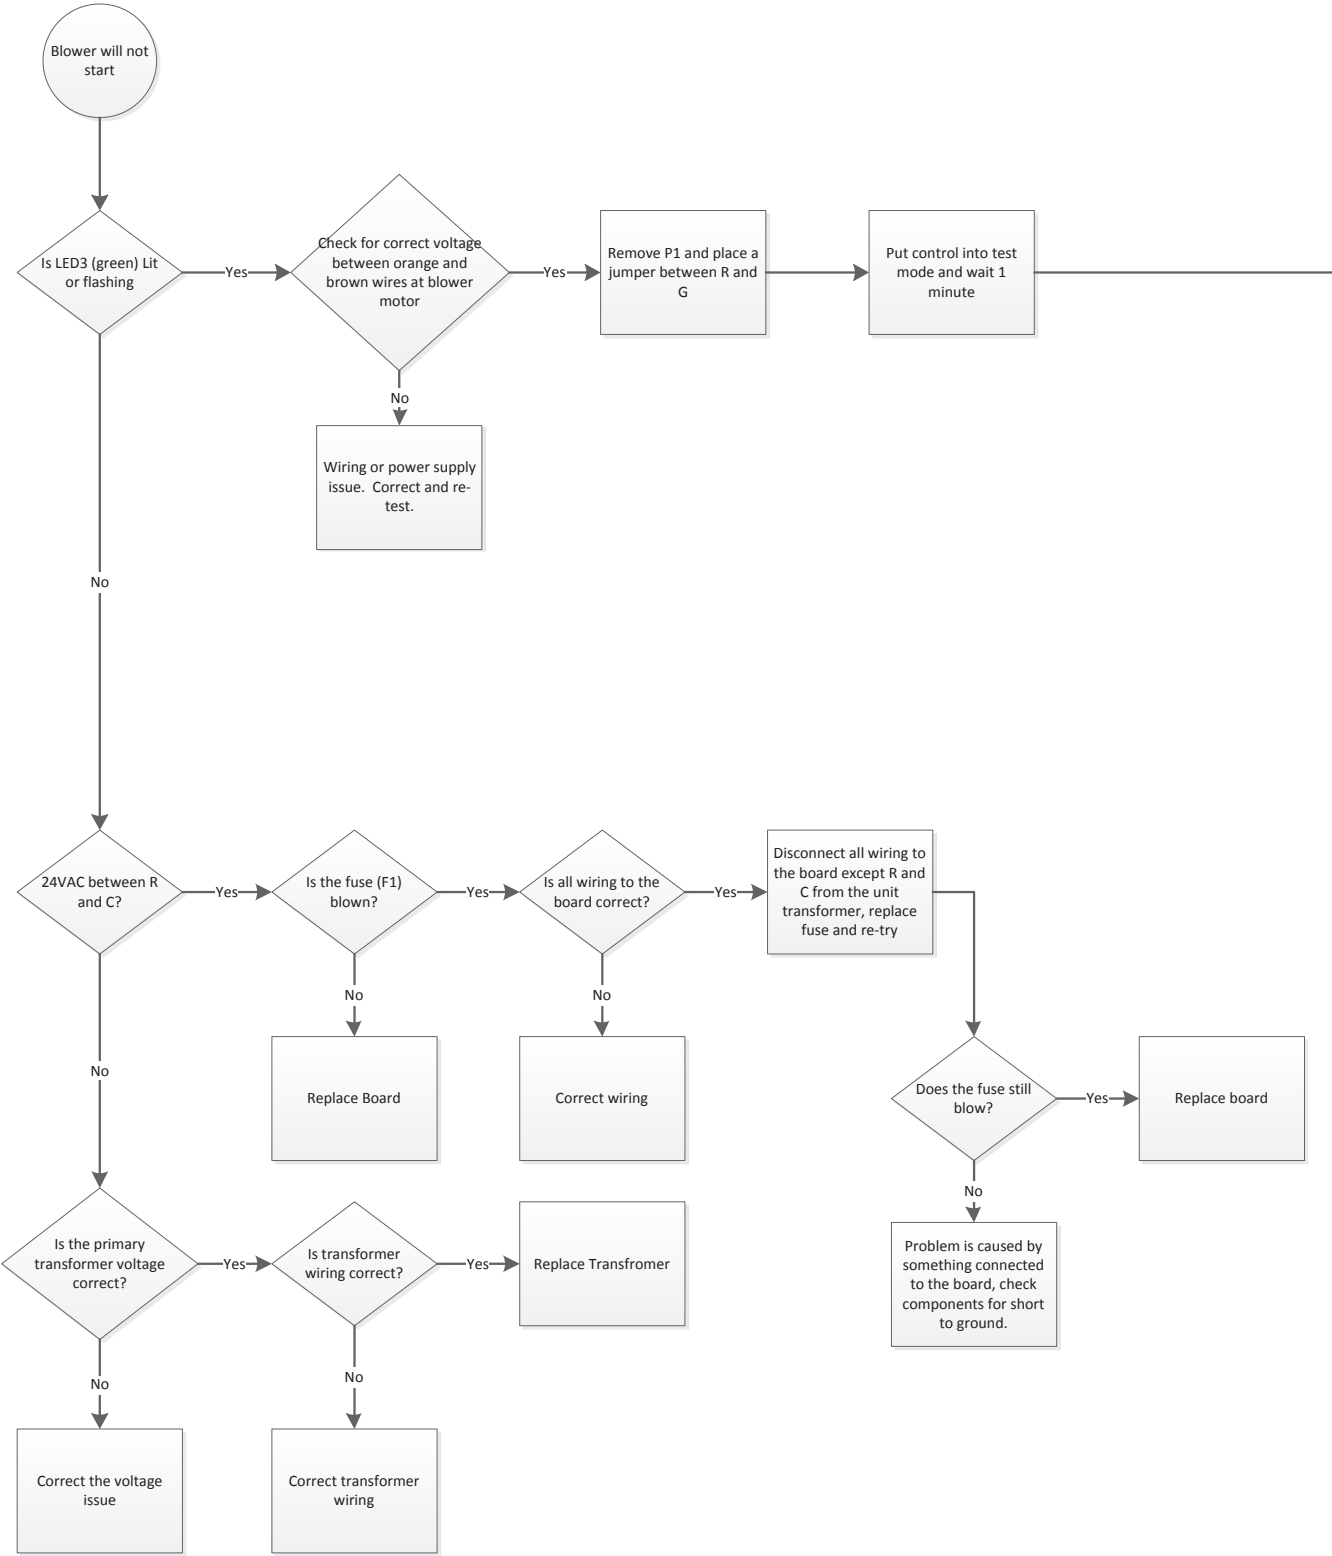 Blower will not
start
Is LED3 (green) Lit
or flashing
Yes
Check for correct voltage
between orange and
brown wires at blower
motor
Yes
Remove P1 and place a
jumper between R and
G
Put control into test
mode and wait 1
minute
No
Wiring or power supply
issue.  Correct and re-
test.
No
24VAC between R
and C?
Yes
Is the fuse (F1)
blown?
Yes
Is all wiring to the
board correct?
Yes
Disconnect all wiring to
the board except R and
C from the unit
transformer, replace
fuse and re-try
No
No
Replace Board
Correct wiring
Does the fuse still
blow?
Yes
Replace board
No
No
Problem is caused by
something connected
to the board, check
components for short
to ground.
Is the primary
transformer voltage
correct?
Yes
Is transformer
wiring correct?
Yes
Replace Transfromer
No
No
Correct the voltage
issue
Correct transformer
wiring